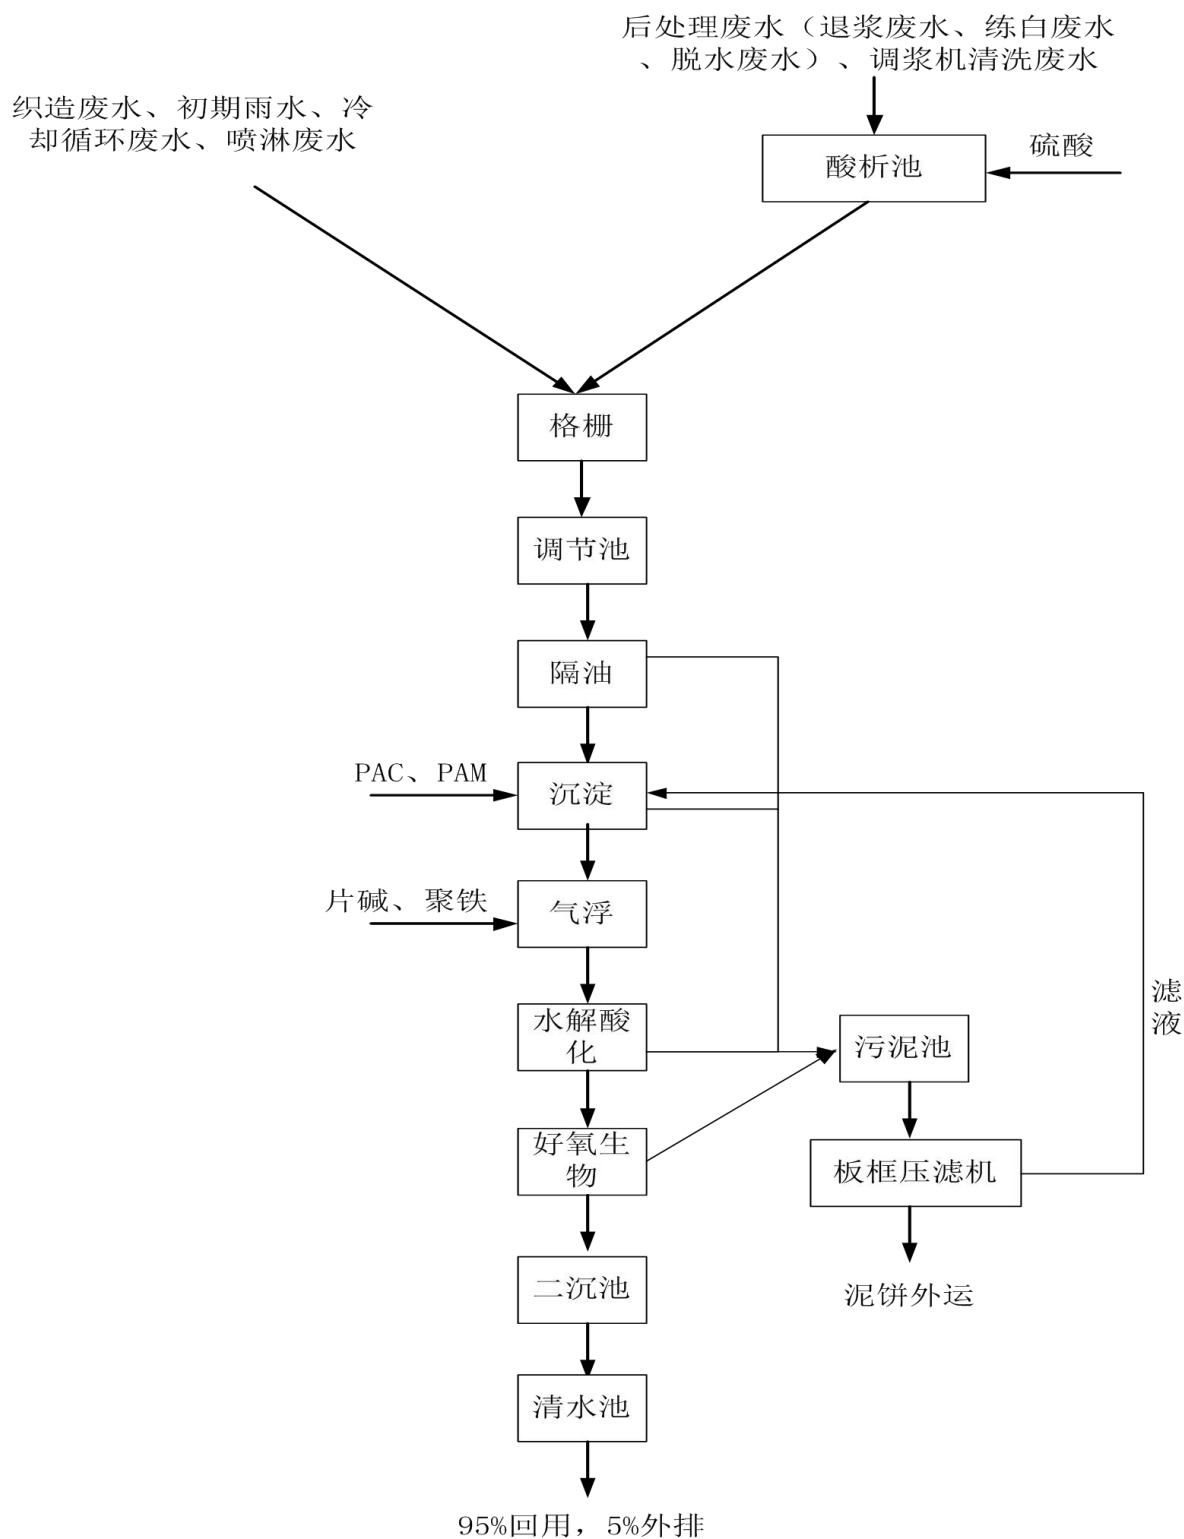 后处理废水（退浆废水、练白废水
、脱水废水）、调浆机清洗废水
织造废水、初期雨水、冷
却循环废水、喷淋废水
硫酸
酸析池
格栅
调节池
隔油
PAC、PAM
沉淀
片碱、聚铁
气浮
水解酸
化
滤
液
污泥池
好氧生
物
板框压滤机
二沉池
泥饼外运
清水池
95%回用，5%外排